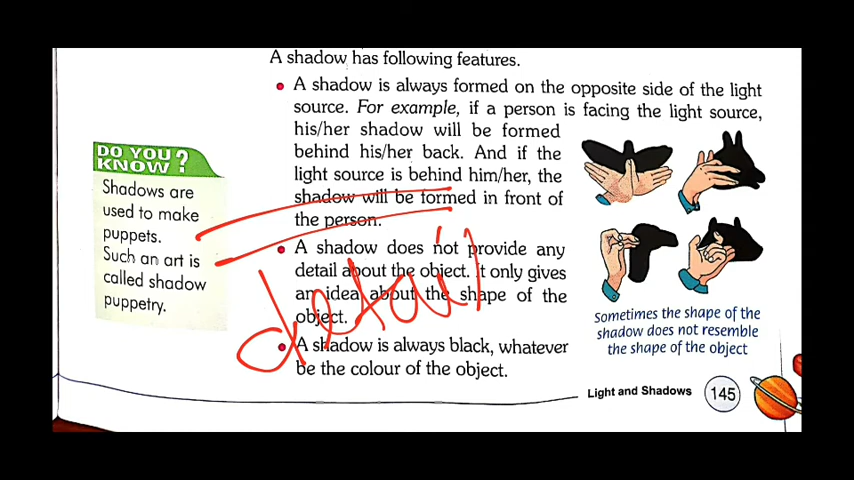 A shadow has following features.
• A shadow is always formed on the opposite side of the light
source. For example, if a person is facing the light source,
his/her shadow will be formed
behind his/her back. And if the
light source is behind him/her, the
shadow will be formed in front of
the person.
• A shadow does not provide any
detail about the object. It only gives
an idea about the shape of the
object.
• A shadow is always black, whatever
be the colour of the object.
detail
DO YOU
KNOW ?
Shadows are
used to make
puppets.
Such an art is
called shadow
puppetry.
Sometimes the shape of the
shadow does not resemble
the shape of the object
Light and Shadows 145